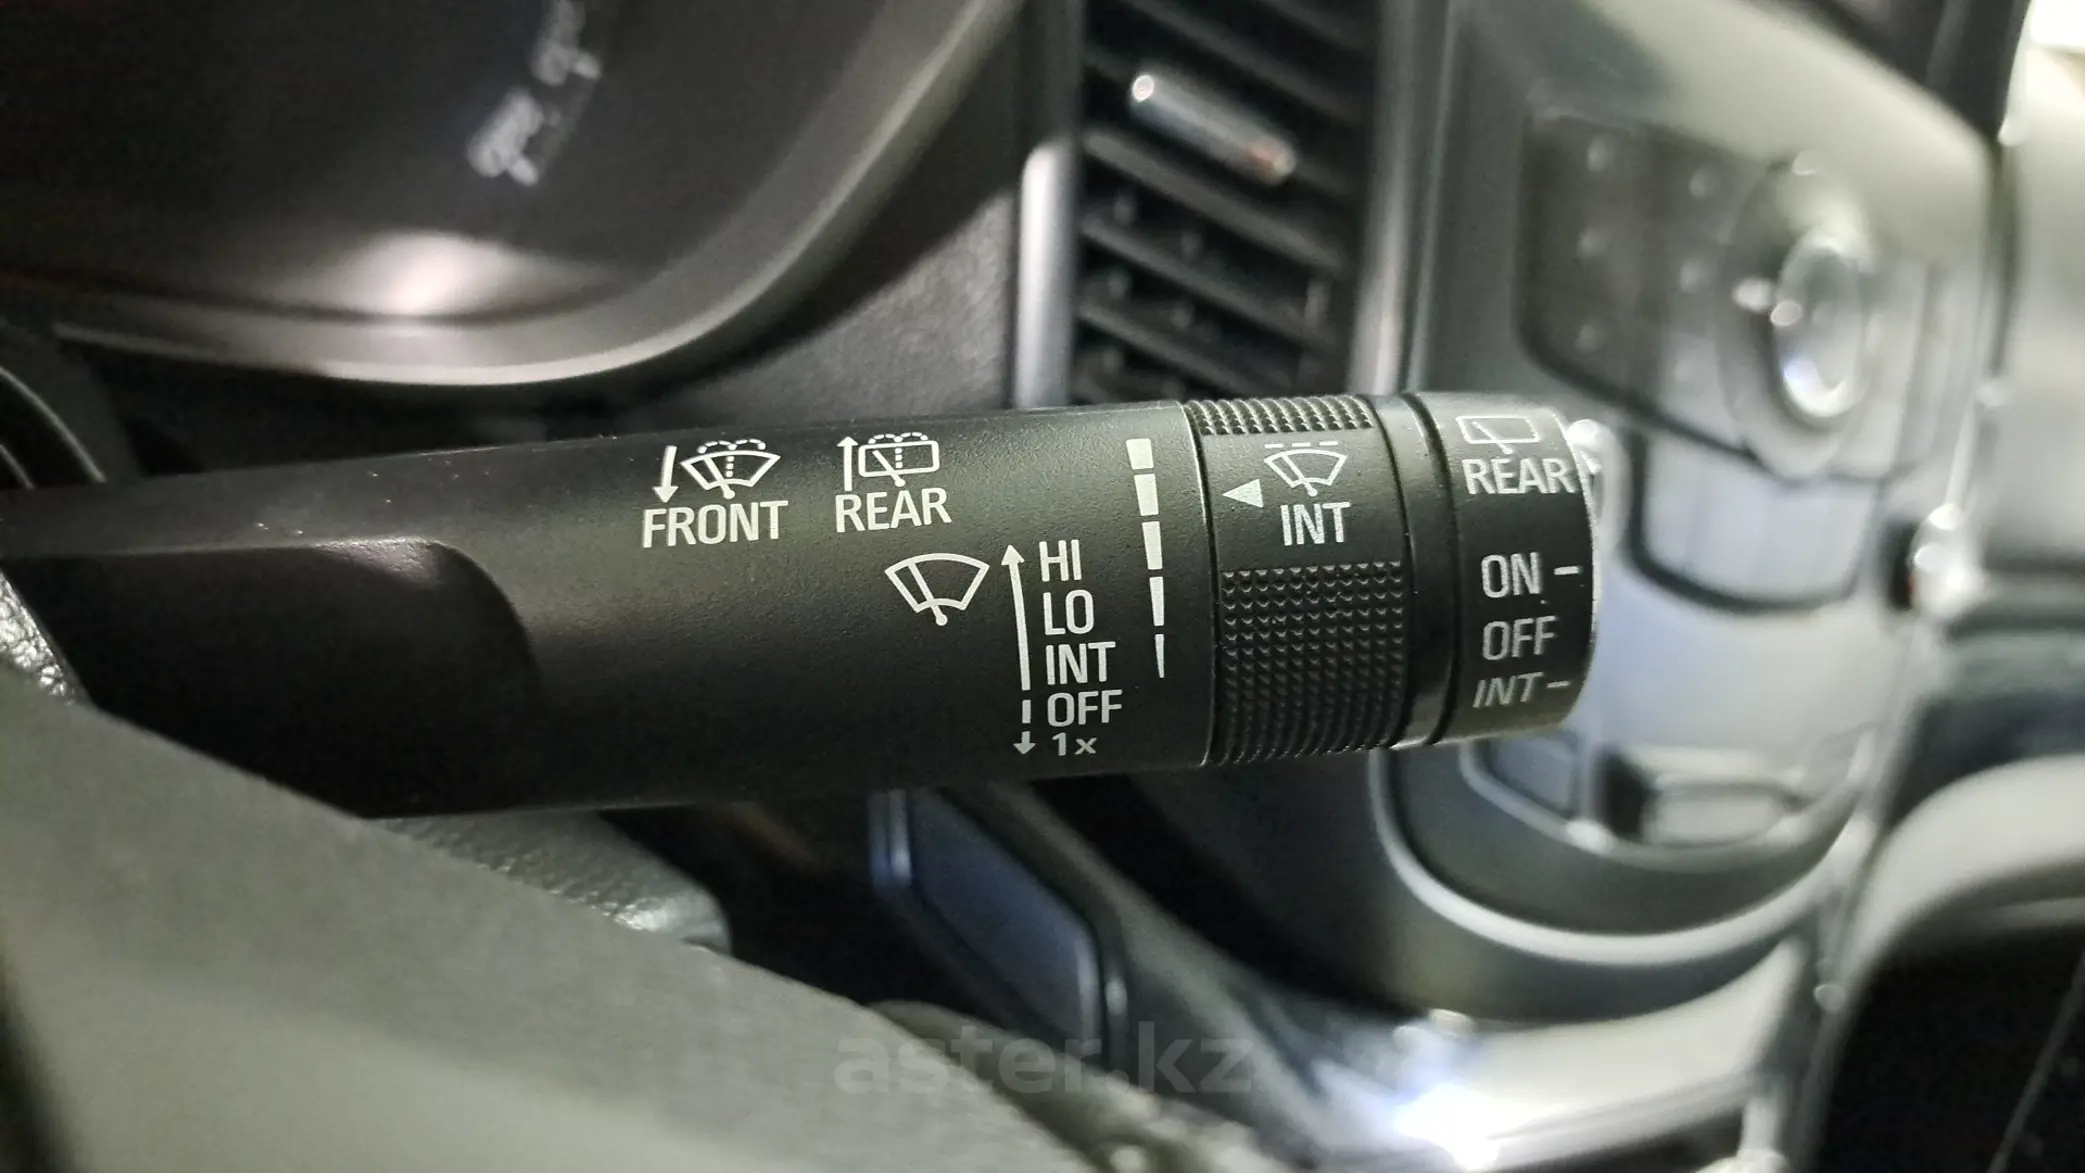 FRONT
REAR
HI
LO
INT
OFF
1x
INT
REAR
ON -
OFF
INT -
aster.kz